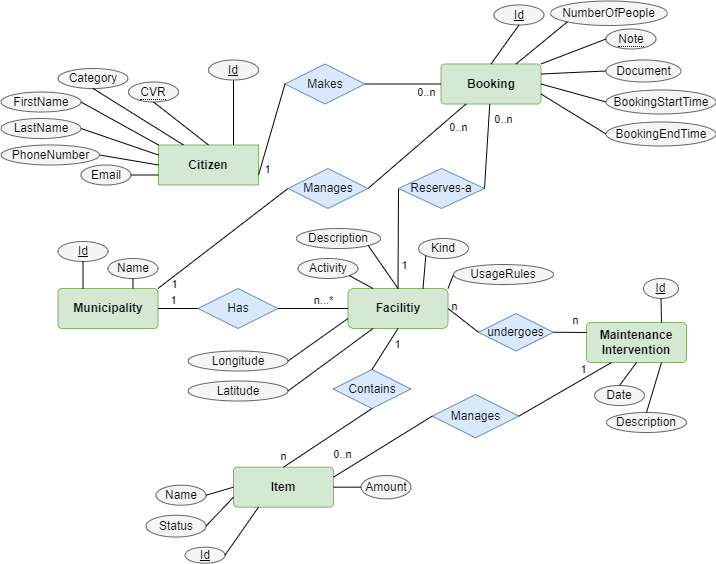 Id
NumberOfPeople
Note
Document
BookingStartTime
BookingEndTime
Booking
Makes
0..n
0..n
0..n
Id
CVR
Category
FirstName
LastName
PhoneNumber
Email
Citizen
1
Manages
Reserves-a
Id
Name
Municipality
1
1
Has
n...*
Description
Activity
1
Kind
UsageRules
Facilitiy
n
undergoes
n
Id
Maintenance
Intervention
1
Date
Description
Longitude
Latitude
1
Contains
Manages
n
0..n
Item
Name
Status
Id
Amount